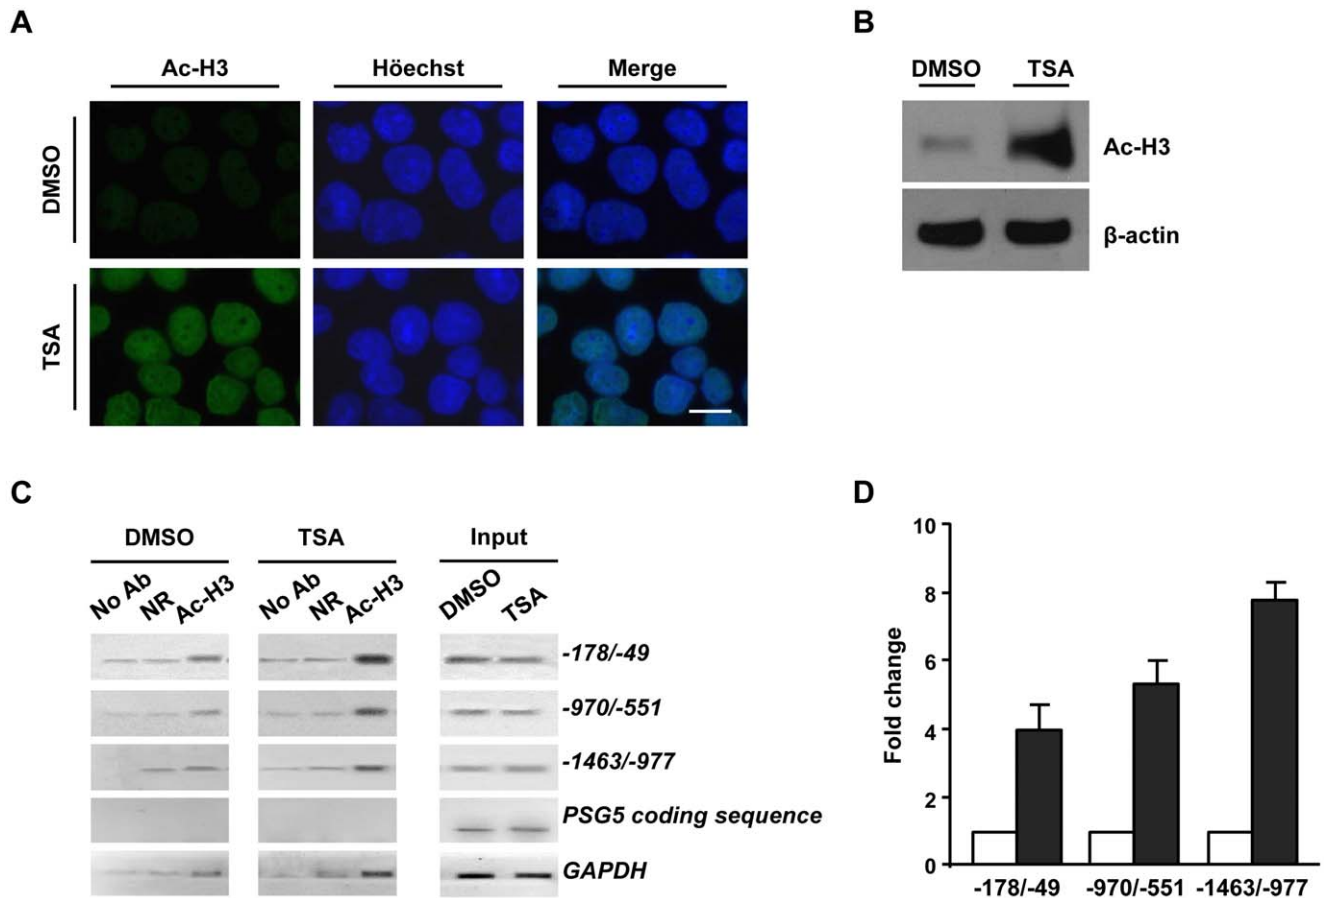 A
Ac-H3 Höechst Merge
DMSO
TSA
B
DMSO TSA
Ac-H3
β-actin
C
DMSO TSA Input
No Ab NR Ac-H3 No Ab NR Ac-H3 DMSO TSA
-178/-49
-970/-551
-1463/-977
PSG5 coding sequence
GAPDH
D
Fold change
10
8
6
4
2
0
-178/-49 -970/-551 -1463/-977